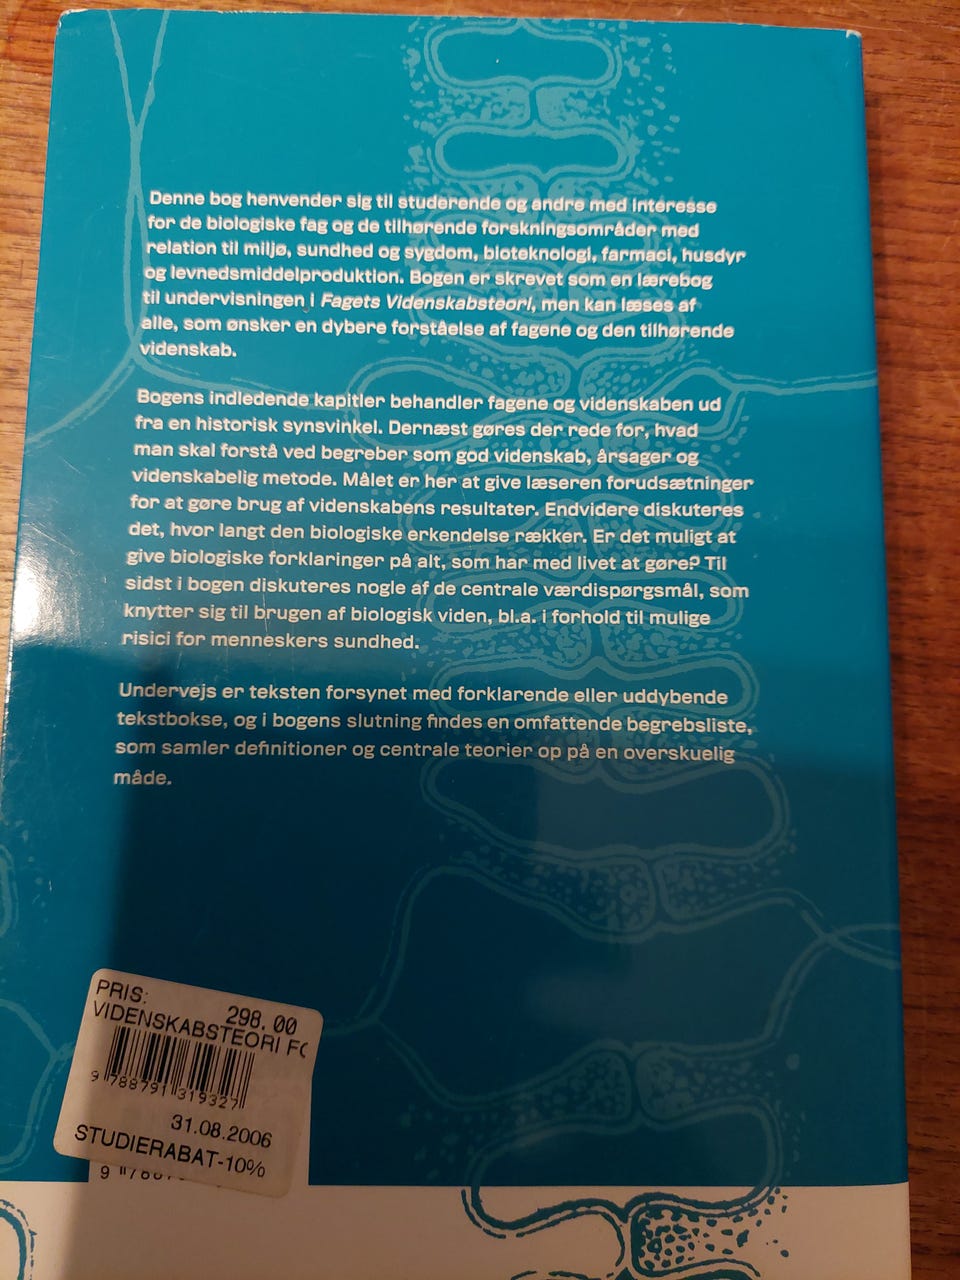 Denne bog henvender sig til studerende og andre med interesse
for de biologiske fag og de tilhørende forskningsområder med
relation til miljø, sundhed og sygdom, bioteknologi, farmaci, husdyr
og levnedsmiddelproduktion. Bogen er skrevet som en lærebog
til undervisningen i Fagets Videnskabsteori, men kan læses af
alle, som ønsker en dybere forståelse af fagene og den tilhørende
videnskab.
Bogens indledende kapitler behandler fagene og videnskaben ud
fra en historisk synsvinkel. Dernæst gøres der rede for, hvad
man skal forstå ved begreber som god videnskab, årsager og
videnskabelig metode. Målet er her at give læseren forudsætninger
for at gøre brug af videnskabens resultater. Endvidere diskuteres
det, hvor langt den biologiske erkendelse rækker. Er det muligt at
give biologiske forklaringer på alt, som har med livet at gøre? Til
sidst i bogen diskuteres nogle af de centrale værdispørgsmål, som
knytter sig til brugen af biologisk viden, bl.a. i forhold til mulige
risici for menneskers sundhed.
Undervejs er teksten forsynet med forklarende eller uddybende
tekstbokse, og i bogens slutning findes en omfattende begrebsliste,
som samler definitioner og centrale teorier op på en overskuelig
måde.
PRIS: 298.00
VIDENSKABSTEORI FO
9 788791 319327
31.08.2006
STUDIERABAT-10%